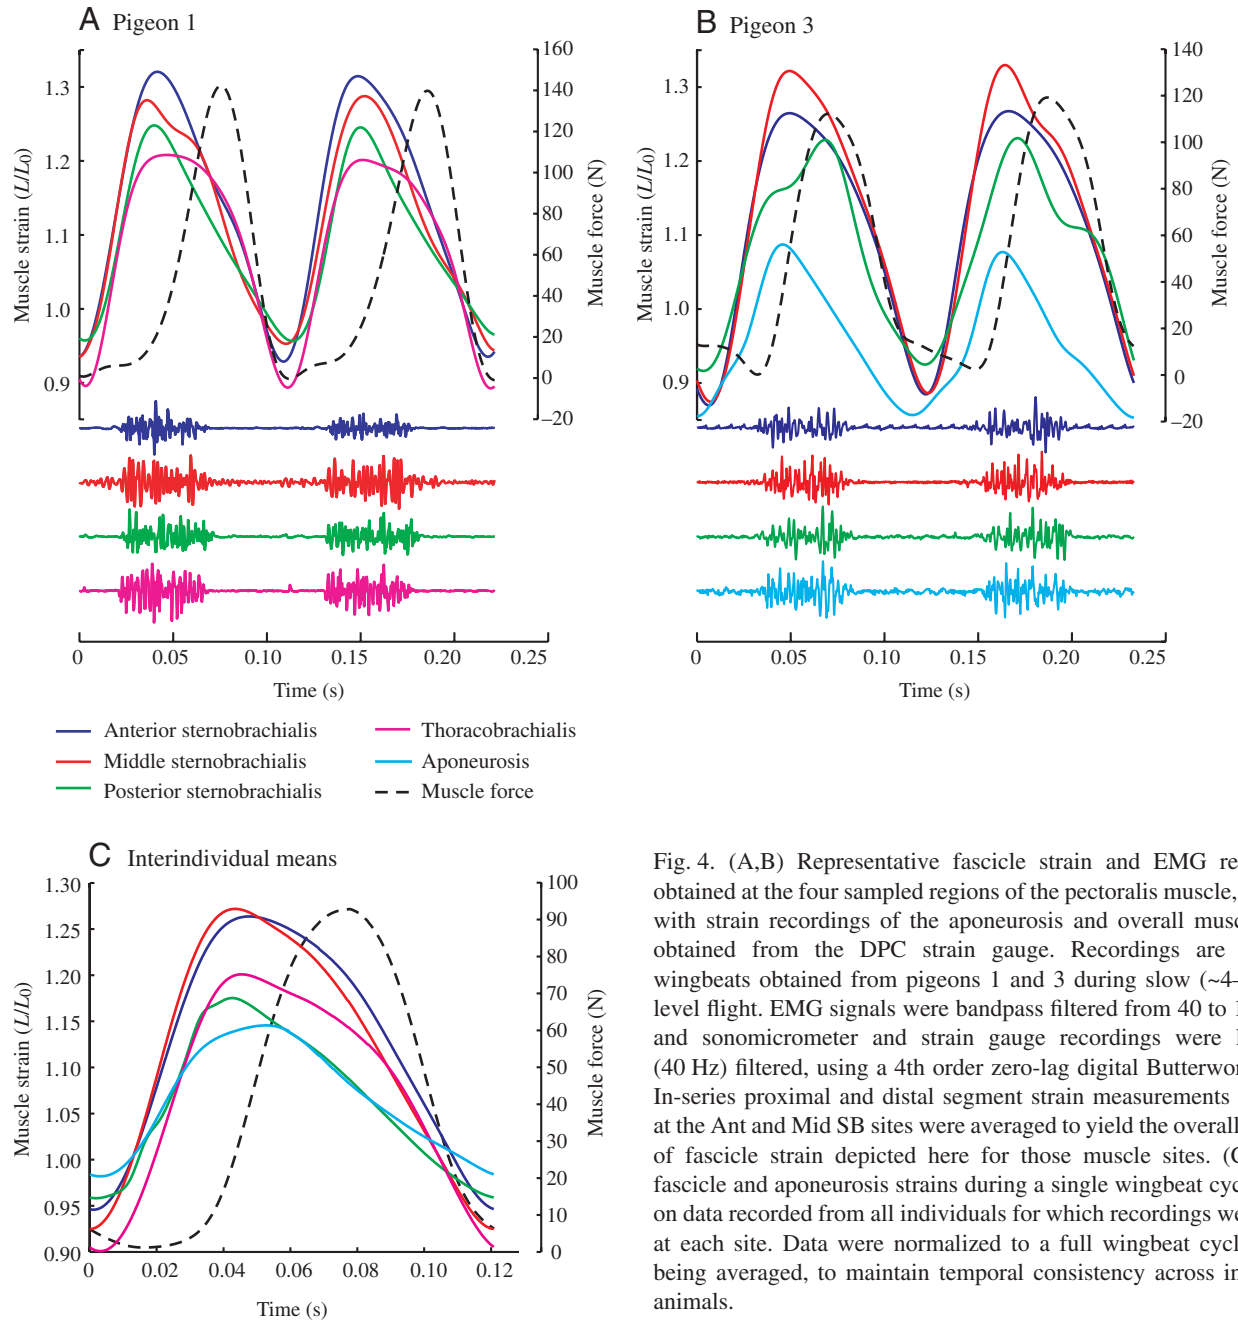 A Pigeon 1
B Pigeon 3
1.3
1.2
1.1
1.0
0.9
Muscle strain (L/L0)
160
140
120
100
80
60
40
20
0
–20
Muscle force (N)
0 0.05 0.10 0.15 0.20 0.25
Time (s)
1.3
1.2
1.1
1.0
0.9
Muscle strain (L/L0)
140
120
100
80
60
40
20
0
–20
Muscle force (N)
0 0.05 0.10 0.15 0.20 0.25
Time (s)
Anterior sternobrachialis
Middle sternobrachialis
Posterior sternobrachialis
Thoracobrachialis
Aponeurosis
Muscle force
C Interindividual means
1.30
1.25
1.20
1.15
1.10
1.05
1.00
0.95
0.90
Muscle strain (L/L0)
100
90
80
70
60
50
40
30
20
10
0
Muscle force (N)
0 0.02 0.04 0.06 0.08 0.10 0.12
Time (s)
Fig. 4. (A,B) Representative fascicle strain and EMG re
obtained at the four sampled regions of the pectoralis muscle,
with strain recordings of the aponeurosis and overall musc
obtained from the DPC strain gauge. Recordings are
wingbeats obtained from pigeons 1 and 3 during slow (~4–
level flight. EMG signals were bandpass filtered from 40 to 1
and sonomicrometer and strain gauge recordings were l
(40 Hz) filtered, using a 4th order zero-lag digital Butterwor
In-series proximal and distal segment strain measurements
at the Ant and Mid SB sites were averaged to yield the overall
of fascicle strain depicted here for those muscle sites. (C
fascicle and aponeurosis strains during a single wingbeat cyc
on data recorded from all individuals for which recordings we
at each site. Data were normalized to a full wingbeat cycl
being averaged, to maintain temporal consistency across in
animals.